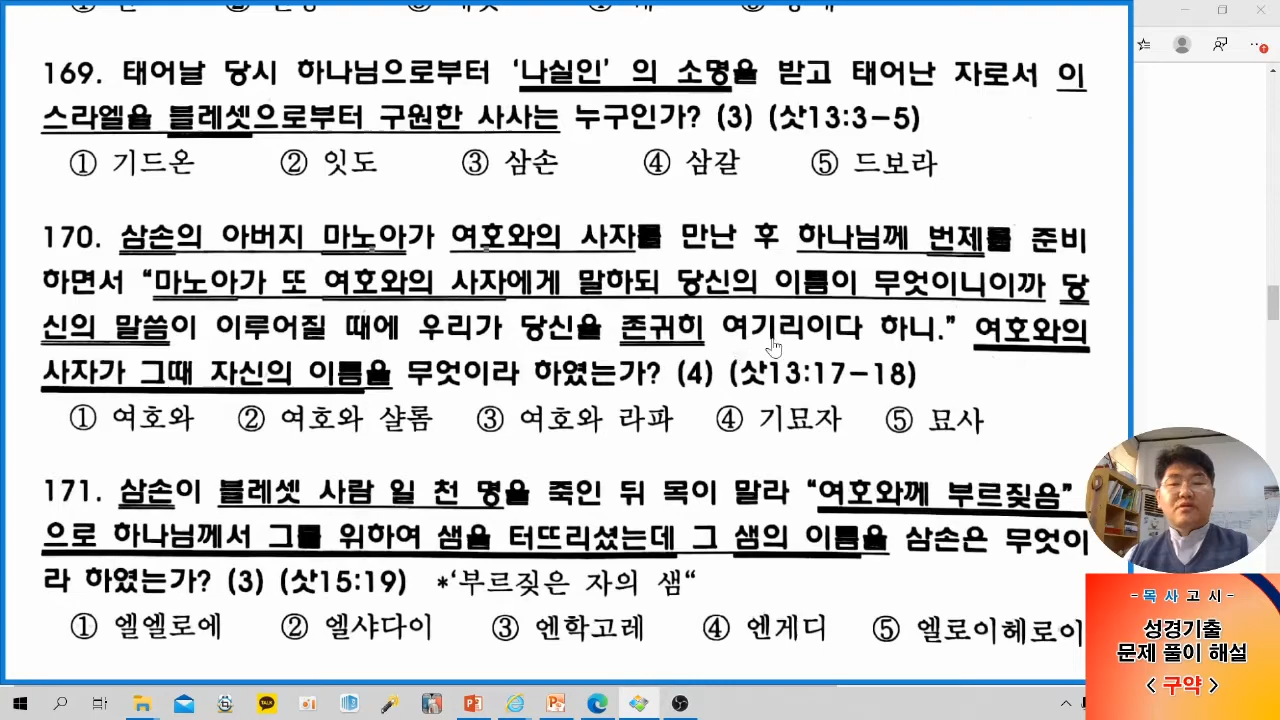 169. 태어날 당시 하나님으로부터 ‘나실인’ 의 소명을 받고 태어난 자로서 이
스라엘을 블레셋으로부터 구원한 사사는 누구인가? (3) (삿13:3-5)
① 기드온 ② 잇도 ③ 삼손 ④ 삼갈 ⑤ 드보라
170. 삼손의 아버지 마노아가 여호와의 사자를 만난 후 하나님께 번제를 준비
하면서 “마노아가 또 여호와의 사자에게 말하되 당신의 이름이 무엇이니이까 당
신의 말씀이 이루어질 때에 우리가 당신을 존귀히 여기리이다 하니.” 여호와의
사자가 그때 자신의 이름을 무엇이라 하였는가? (4) (삿13:17-18)
① 여호와 ② 여호와 샬롬 ③ 여호와 라파 ④ 기묘자 ⑤ 묘사
171. 삼손이 블레셋 사람 일 천 명을 죽인 뒤 목이 말라 “여호와께 부르짖음”
으로 하나님께서 그를 위하여 샘을 터뜨리셨는데 그 샘의 이름을 삼손은 무엇이
라 하였는가? (3) (삿15:19) *‘부르짖은 자의 샘“
① 엘엘로에 ② 엘샤다이 ③ 엔학고레 ④ 엔게디 ⑤ 엘로이헤로이
- 목 사 고 시 -
성경기출
문제 풀이 해설
< 구약 >
TALK